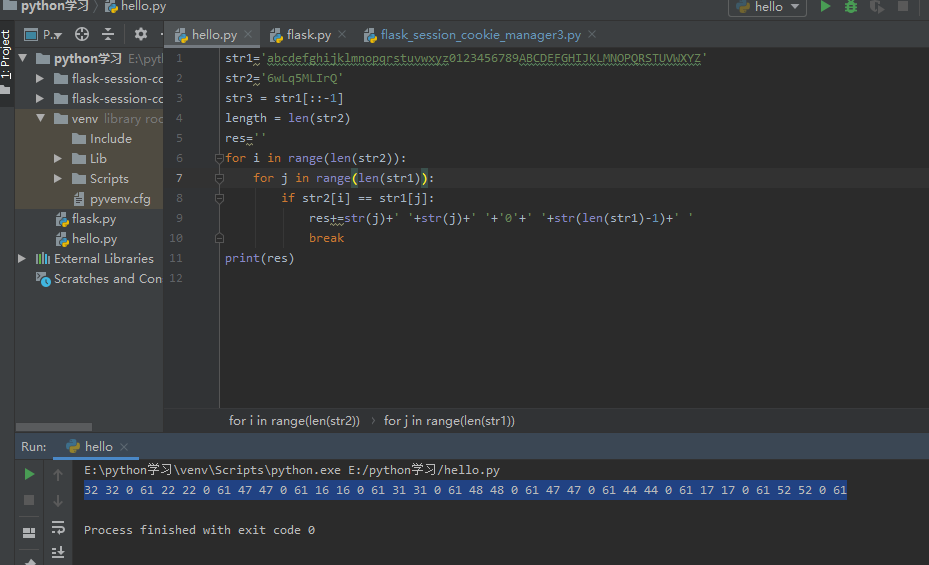 python学习 hello.py
hello
hello.py flask.py flask_session_cookie_manager3.py
1: Project
P..
python学习 E:\pyth
flask-session-cc
flask-session-cc
venv library roo
Include
Lib
Scripts
pyvenv.cfg
flask.py
hello.py
External Libraries
Scratches and Con
1 str1='abcdefghijklmnopqrstuvwxyz0123456789ABCDEFGHIJKLMNOPQRSTUVWXYZ'
2 str2='6wLq5MLIrQ'
3 str3 = str1[::-1]
4 length = len(str2)
5 res=''
6 for i in range(len(str2)):
7 for j in range(len(str1)):
8 if str2[i] == str1[j]:
9 res+=str(j)+' '+str(j)+' '+'0'+' '+str(len(str1)-1)+' '
10 break
11 print(res)
12
for i in range(len(str2)) › for j in range(len(str1))
Run: hello
E:\python学习\venv\Scripts\python.exe E:/python学习/hello.py
32 32 0 61 22 22 0 61 47 47 0 61 16 16 0 61 31 31 0 61 48 48 0 61 47 47 0 61 44 44 0 61 17 17 0 61 52 52 0 61
Process finished with exit code 0